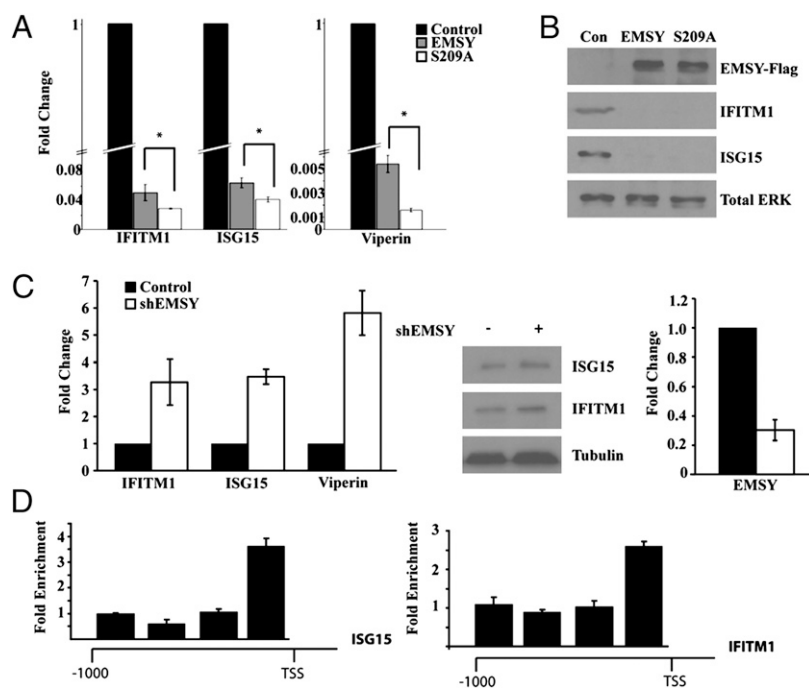 A
Fold Change
1
0.08
0.04
0
Control
EMSY
S209A
*
*
*
0.005
0.003
0.001
0
IFITM1
ISG15
Viperin
B
Con EMSY S209A
EMSY-Flag
IFITM1
ISG15
Total ERK
C
Fold Change
7
6
5
4
3
2
1
0
Control
shEMSY
IFITM1
ISG15
Viperin
shEMSY - +
ISG15
IFITM1
Tubulin
Fold Change
1.2
1.0
0.8
0.6
0.4
0.2
0
EMSY
D
Fold Enrichment
4
3
2
1
ISG15
-1000
TSS
Fold Enrichment
3
2
1
IFITM1
-1000
TSS